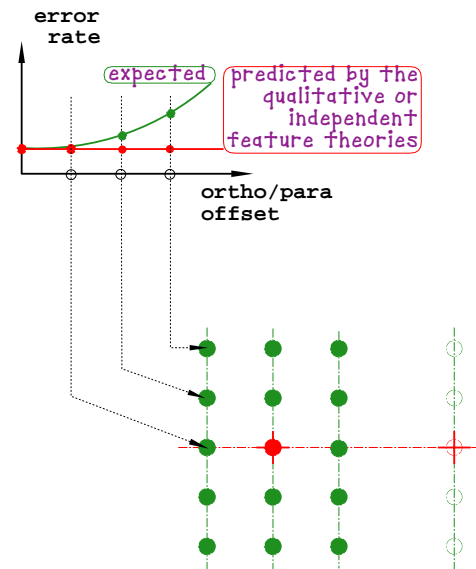 error
rate
expected
predicted by the
qualitative or
independent
feature theories
ortho/para
offset